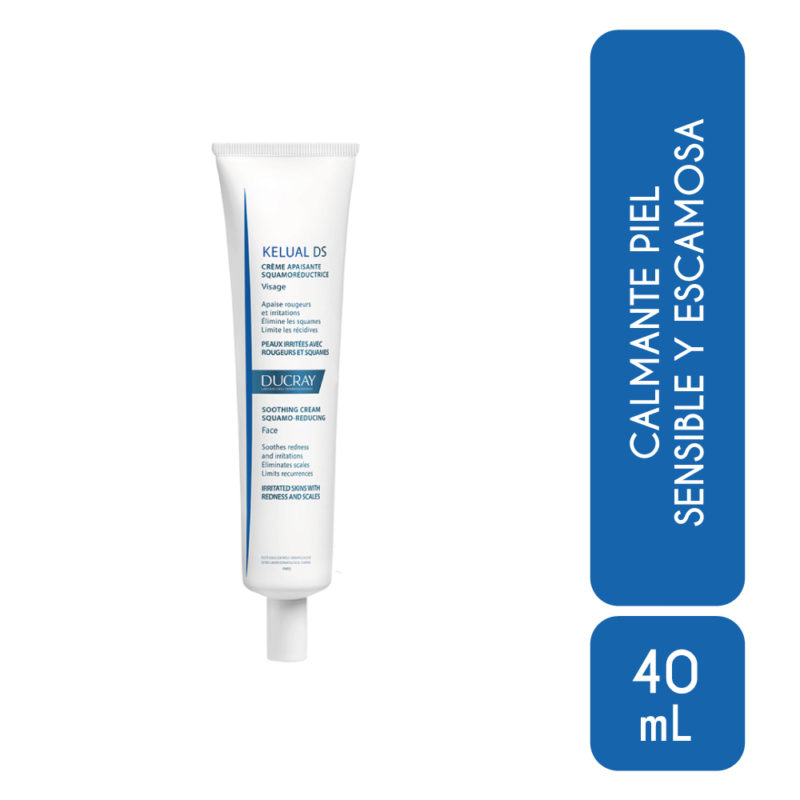 KELUAL DS
CRÈME APAISANTE
SQUAMORÉDUCTRICE
Visage
Apaise rougeurs
et irritations
Élimine les squames
Limite les récidives
PEAUX IRRITÉES AVEC
ROUGEURS ET SQUAMES
DUCRAY
SOOTHING CREAM
SQUAMO-REDUCING
Face
Soothes redness
and irritations
Éliminates scales
Limits recurrences
IRRITATED SKINS WITH
REDNESS AND SCALES
CALMANTE PIEL
SENSIBLE Y ESCAMOSA
40
mL